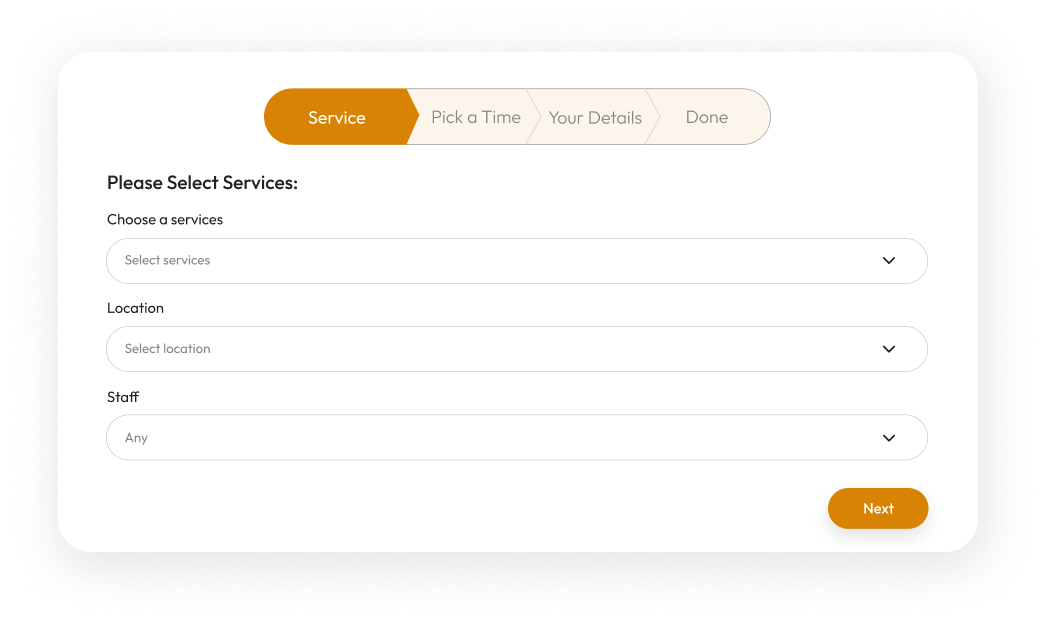 Service Pick a Time Your Details Done
Please Select Services:
Choose a services
Select services
Location
Select location
Staff
Any
Next